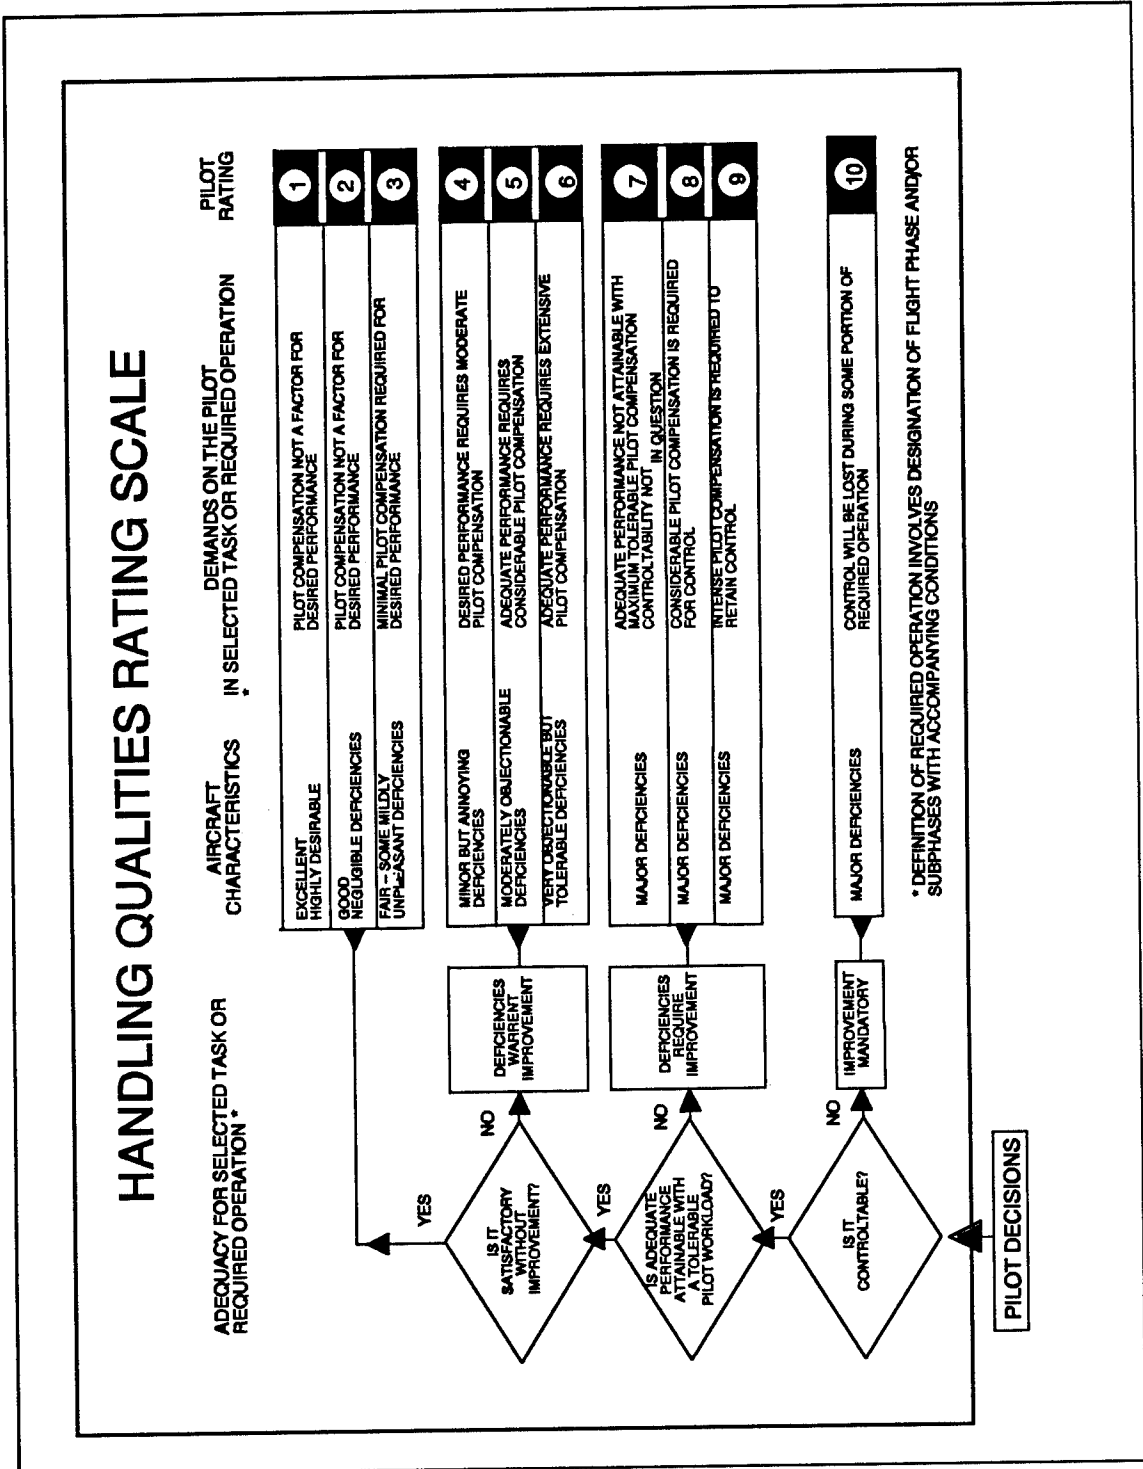 HANDLING QUALITIES RATING SCALE
ADEQUACY FOR SELECTED TASK OR
REQUIRED OPERATION *
AIRCRAFT
CHARACTERISTICS
DEMANDS ON THE PILOT
IN SELECTED TASK OR REQUIRED OPERATION
*
PILOT
RATING
EXCELLENT
HIGHLY DESIRABLE
PILOT COMPENSATION NOT A FACTOR FOR
DESIRED PERFORMANCE
1
GOOD
NEGLIGIBLE DEFICIENCIES
PILOT COMPENSATION NOT A FACTOR FOR
DESIRED PERFORMANCE
2
FAIR – SOME MILDLY
UNPLEASANT DEFICIENCIES
MINIMAL PILOT COMPENSATION REQUIRED FOR
DESIRED PERFORMANCE
3
YES
IS IT
SATISFACTORY
WITHOUT
IMPROVEMENT?
NO
DEFICIENCIES
WARRENT
IMPROVEMENT
MINOR BUT ANNOYING
DEFICIENCIES
DESIRED PERFORMANCE REQUIRES MODERATE
PILOT COMPENSATION
4
MODERATELY OBJECTIONABLE
DEFICIENCIES
ADEQUATE PERFORMANCE REQUIRES
CONSIDERABLE PILOT COMPENSATION
5
VERY OBJECTIONABLE BUT
TOLERABLE DEFICIENCIES
ADEQUATE PERFORMANCE REQUIRES EXTENSIVE
PILOT COMPENSATION
6
YES
IS ADEQUATE
PERFORMANCE
ATTAINABLE WITH
A TOLERABLE
PILOT WORKLOAD?
NO
DEFICIENCIES
REQUIRE
IMPROVEMENT
MAJOR DEFICIENCIES
ADEQUATE PERFORMANCE NOT ATTAINABLE WITH
MAXIMUM TOLERABLE PILOT COMPENSATION
CONTROLTABILITY NOT IN QUESTION
7
MAJOR DEFICIENCIES
CONSIDERABLE PILOT COMPENSATION IS REQUIRED
FOR CONTROL
8
MAJOR DEFICIENCIES
INTENSE PILOT COMPENSATION IS REQUIRED TO
RETAIN CONTROL
9
YES
IS IT
CONTROLTABLE?
NO
IMPROVEMENT
MANDATORY
MAJOR DEFICIENCIES
CONTROL WILL BE LOST DURING SOME PORTION OF
REQUIRED OPERATION
10
* DEFINITION OF REQUIRED OPERATION INVOLVES DESIGNATION OF FLIGHT PHASE AND/OR
SUBPHASES WITH ACCOMPANYING CONDITIONS
PILOT DECISIONS